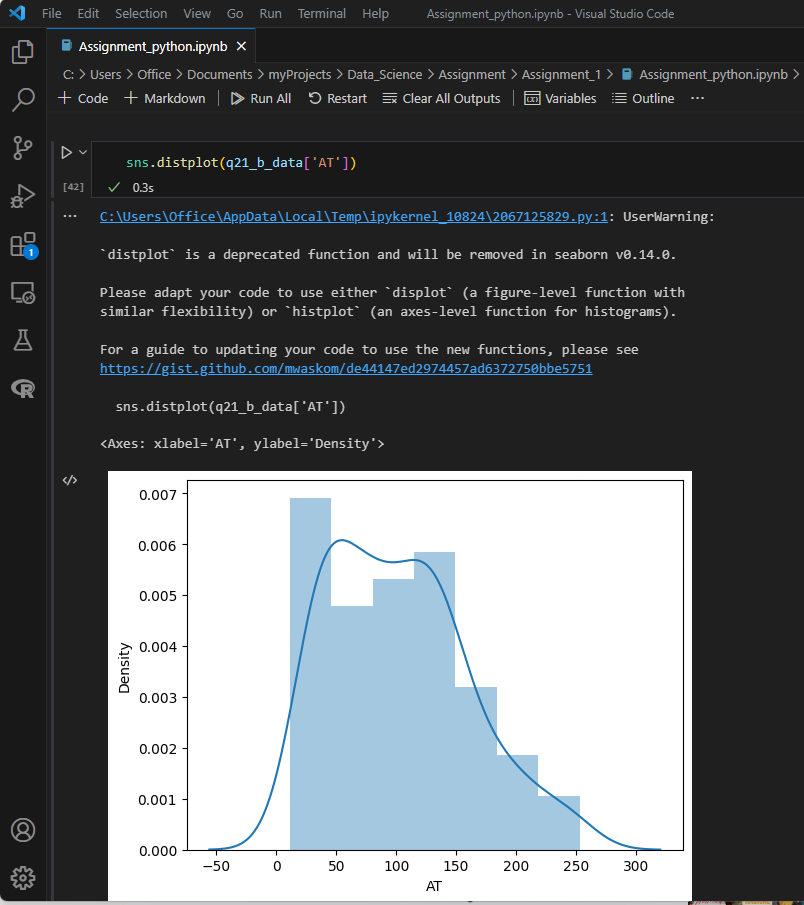 File Edit Selection View Go Run Terminal Help Assignment_python.ipynb - Visual Studio Code
Assignment_python.ipynb
C: > Users > Office > Documents > myProjects > Data_Science > Assignment > Assignment_1 > Assignment_python.ipynb >
+ Code + Markdown | Run All Restart Clear All Outputs | Variables Outline ...
sns.distplot(q21_b_data['AT'])
[42] ✓ 0.3s
C:\Users\Office\AppData\Local\Temp\ipykernel_10824\2067125829.py:1: UserWarning:
`distplot` is a deprecated function and will be removed in seaborn v0.14.0.
Please adapt your code to use either `displot` (a figure-level function with
similar flexibility) or `histplot` (an axes-level function for histograms).
For a guide to updating your code to use the new functions, please see
https://gist.github.com/mwaskom/de44147ed2974457ad6372750bbe5751
sns.distplot(q21_b_data['AT'])
<Axes: xlabel='AT', ylabel='Density'>
1
R
0.007
0.006
0.005
0.004
0.003
0.002
0.001
0.000
Density
−50 0 50 100 150 200 250 300
AT